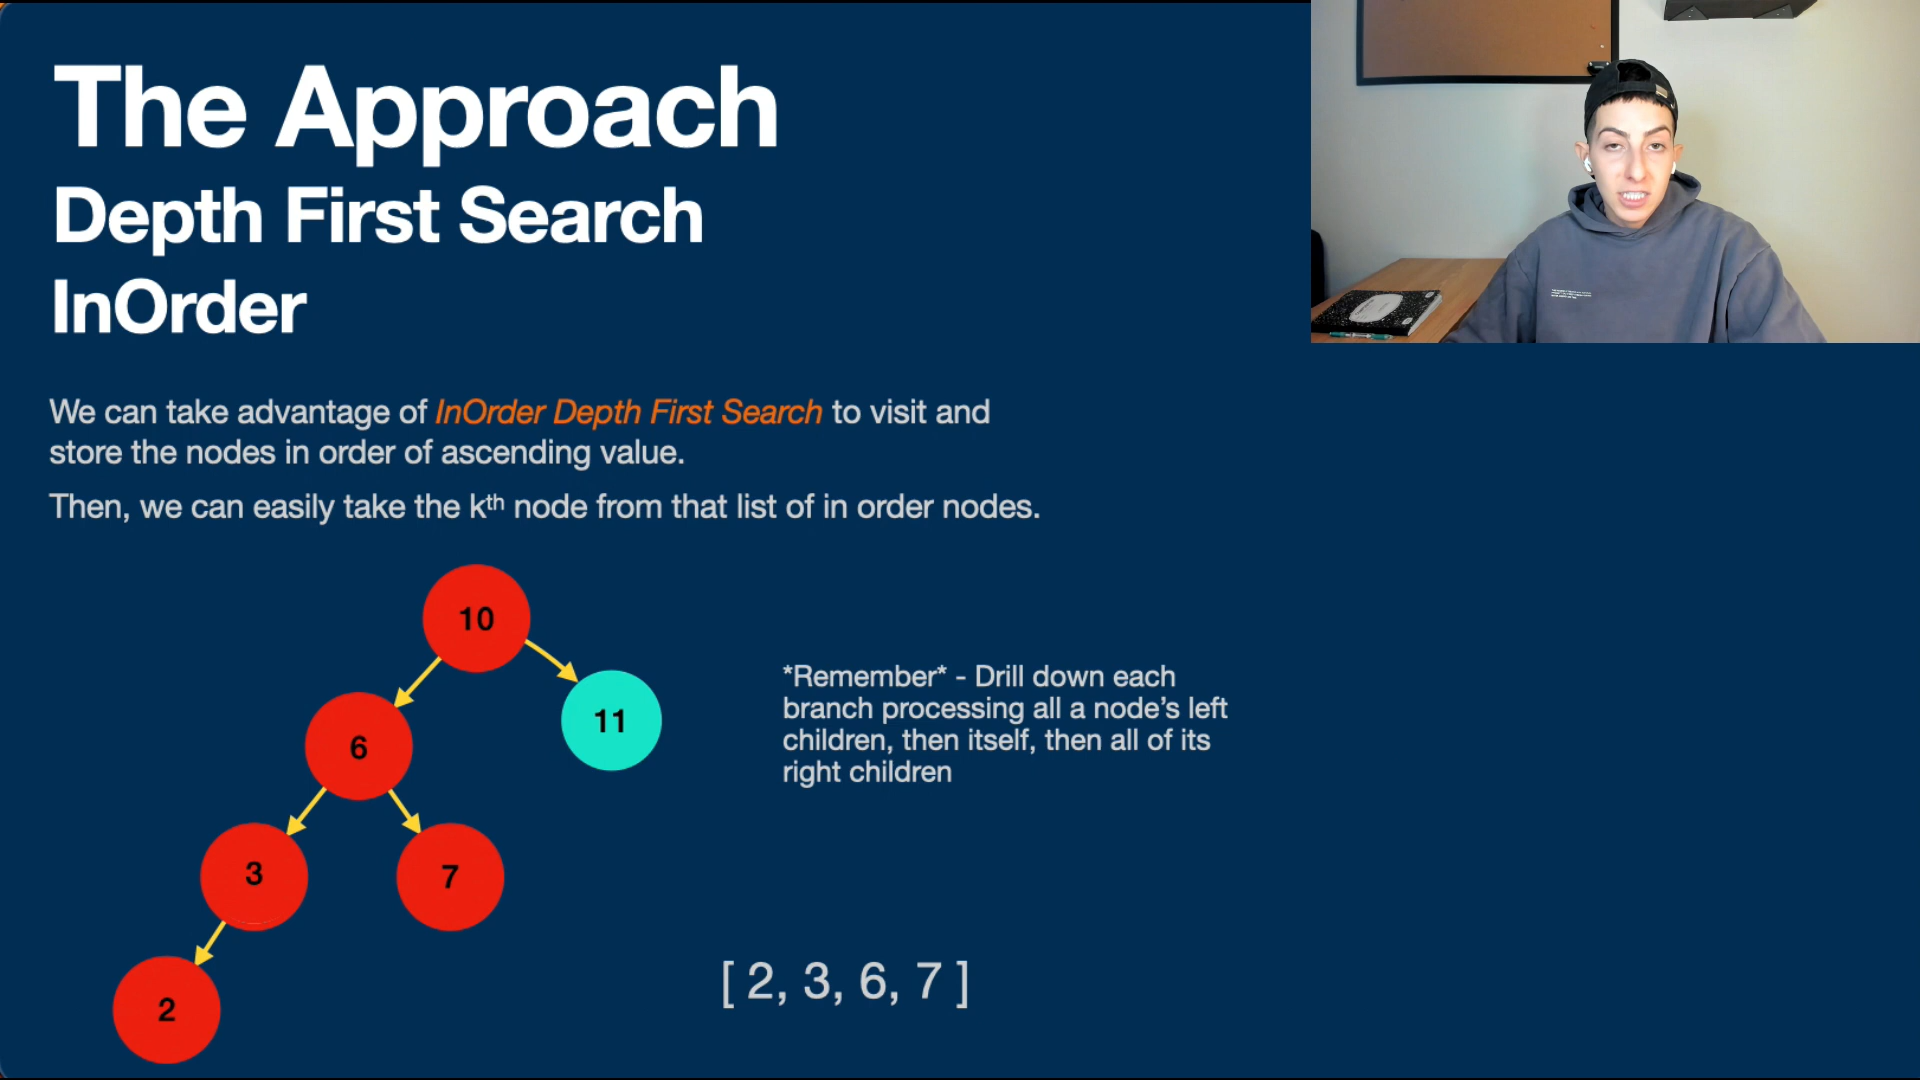 The Approach
Depth First Search
InOrder
We can take advantage of InOrder Depth First Search to visit and
store the nodes in order of ascending value.
Then, we can easily take the kth node from that list of in order nodes.
10
11
6
3
7
2
*Remember* - Drill down each
branch processing all a node’s left
children, then itself, then all of its
right children
[ 2, 3, 6, 7 ]